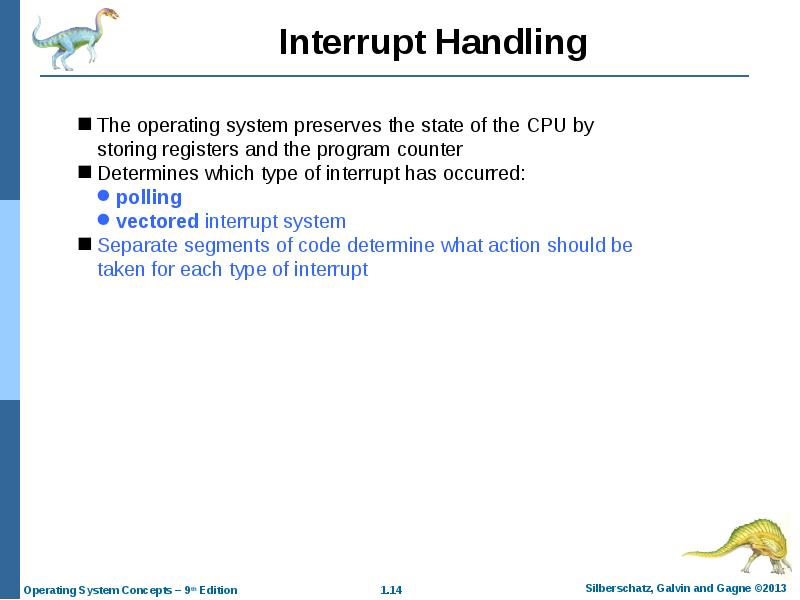 Interrupt Handling
The operating system preserves the state of the CPU by
storing registers and the program counter
Determines which type of interrupt has occurred:
polling
vectored interrupt system
Separate segments of code determine what action should be
taken for each type of interrupt
Operating System Concepts – 9th Edition
1.14
Silberschatz, Galvin and Gagne ©2013